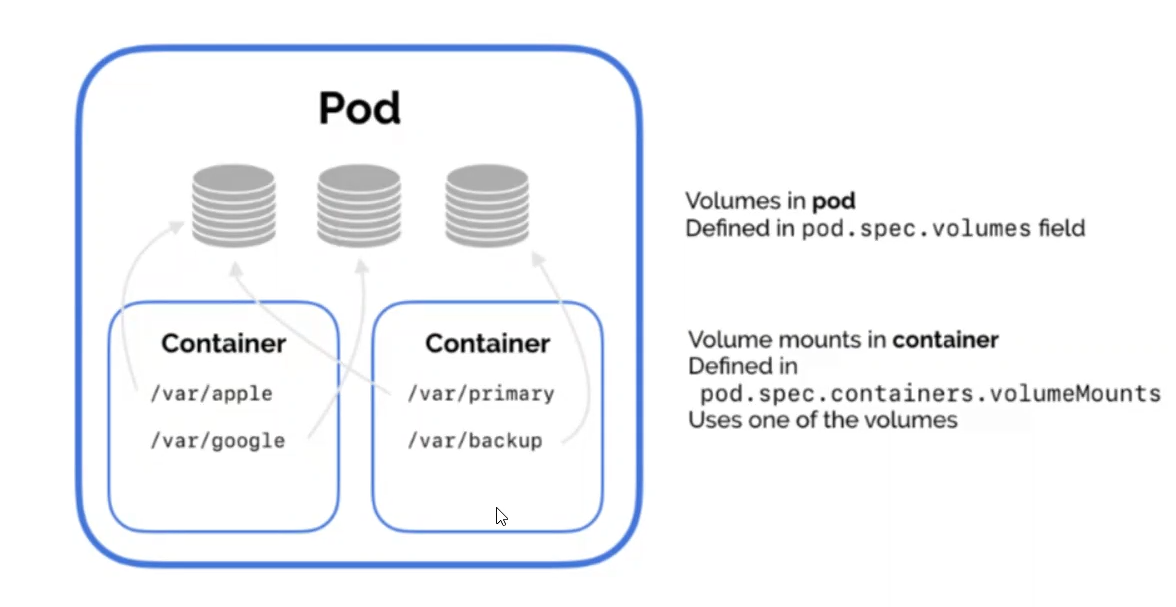 Pod
Volumes in pod
Defined in pod.spec.volumes field
Container
/var/apple
/var/google
Container
/var/primary
/var/backup
Volume mounts in container
Defined in
pod.spec.containers.volumeMounts
Uses one of the volumes